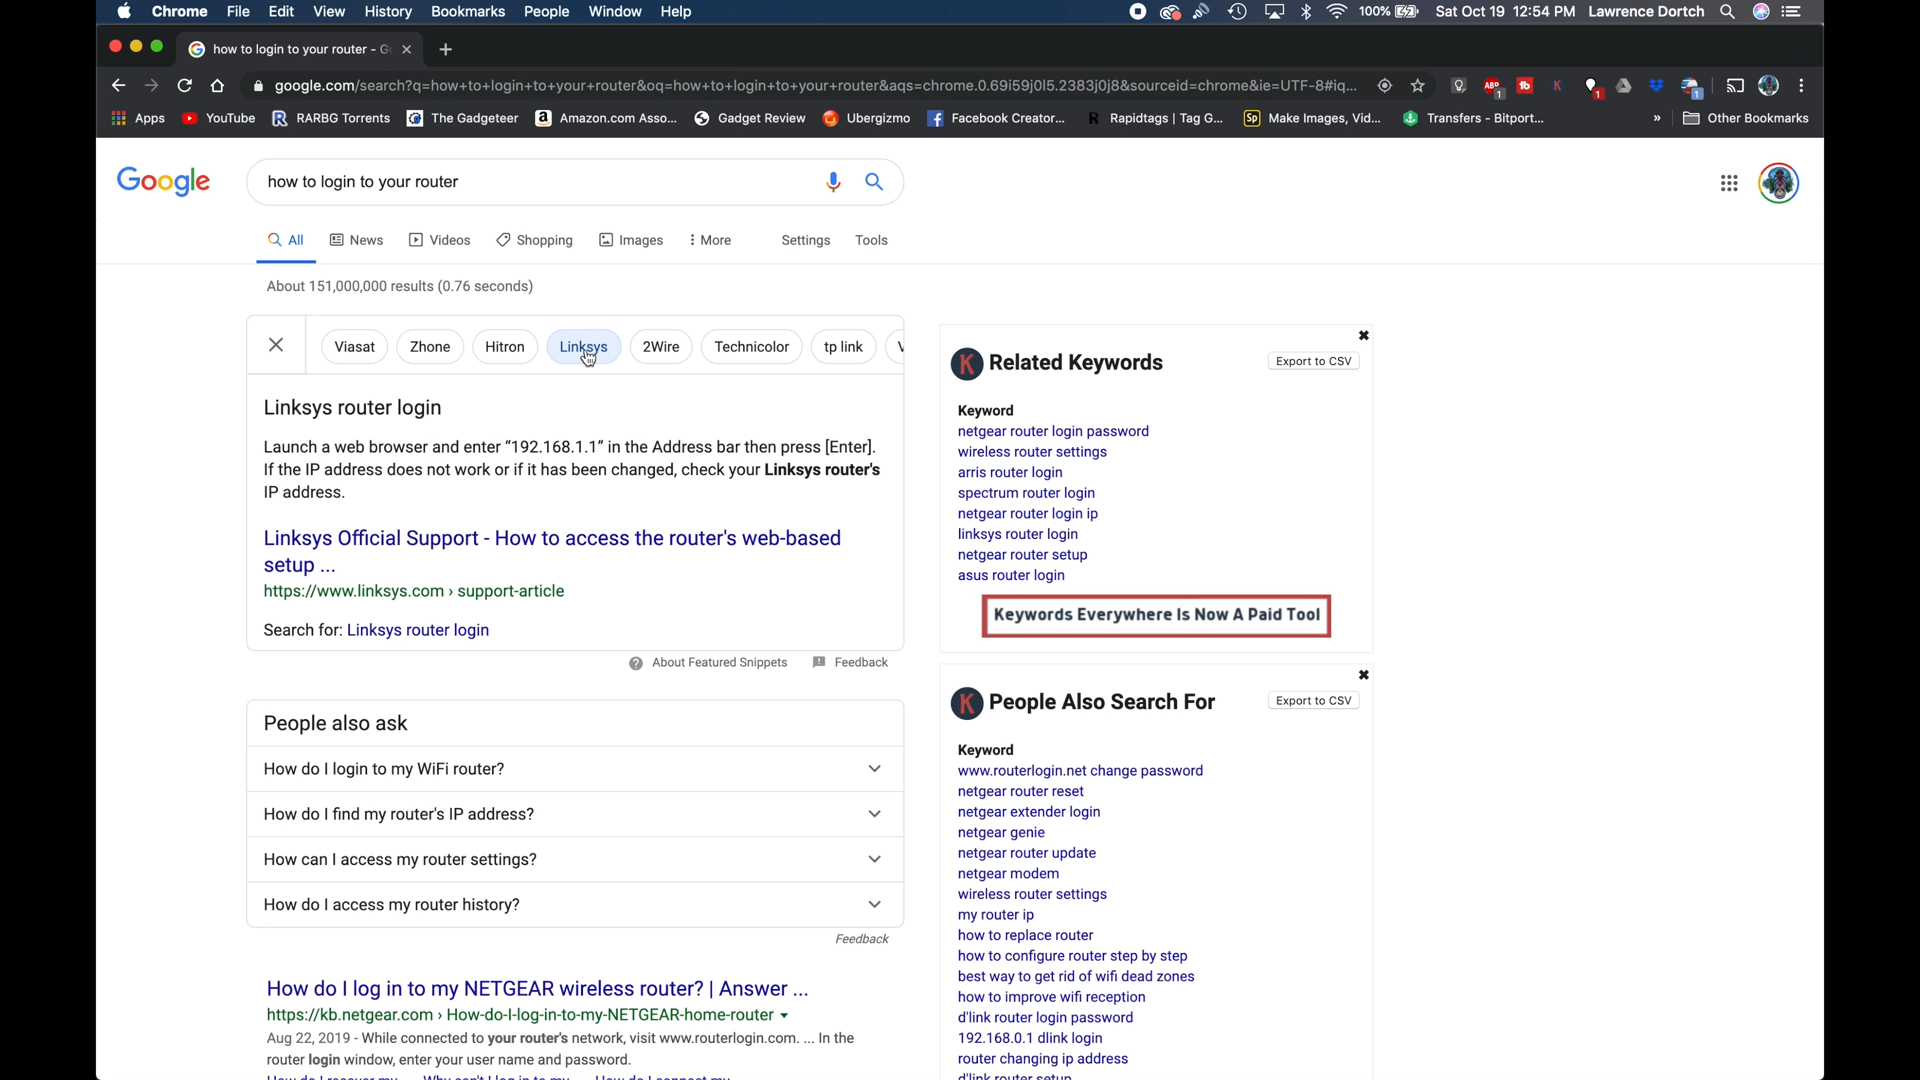 Chrome File Edit View History Bookmarks People Window Help
100% Sat Oct 19 12:54 PM Lawrence Dortch
how to login to your router - G
google.com/search?q=how+to+login+to+your+router&oq=how+to+login+to+your+router&aqs=chrome.0.69i59j0l5.2383j0j8&sourceid=chrome&ie=UTF-8#iq...
ABP 1 tb K 1 1
Apps YouTube RARBG Torrents The Gadgeteer Amazon.com Asso... Gadget Review Ubergizmo Facebook Creator... Rapidtags | Tag G... Make Images, Vid... Transfers - Bitport... » Other Bookmarks
Google
how to login to your router
All News Videos Shopping Images More Settings Tools
About 151,000,000 results (0.76 seconds)
Viasat Zhone Hitron Linksys 2Wire Technicolor tp link
Linksys router login
Launch a web browser and enter “192.168.1.1” in the Address bar then press [Enter].
If the IP address does not work or if it has been changed, check your Linksys router's
IP address.
Linksys Official Support - How to access the router's web-based
setup ...
https://www.linksys.com › support-article
Search for: Linksys router login
About Featured Snippets Feedback
People also ask
How do I login to my WiFi router?
How do I find my router's IP address?
How can I access my router settings?
How do I access my router history?
Feedback
How do I log in to my NETGEAR wireless router? | Answer ...
https://kb.netgear.com › How-do-I-log-in-to-my-NETGEAR-home-router
Aug 22, 2019 - While connected to your router's network, visit www.routerlogin.com. ... In the
router login window, enter your user name and password.
K Related Keywords Export to CSV
Keyword
netgear router login password
wireless router settings
arris router login
spectrum router login
netgear router login ip
linksys router login
netgear router setup
asus router login
Keywords Everywhere Is Now A Paid Tool
K People Also Search For Export to CSV
Keyword
www.routerlogin.net change password
netgear router reset
netgear extender login
netgear genie
netgear router update
netgear modem
wireless router settings
my router ip
how to replace router
how to configure router step by step
best way to get rid of wifi dead zones
how to improve wifi reception
d'link router login password
192.168.0.1 dlink login
router changing ip address
d'link router setup